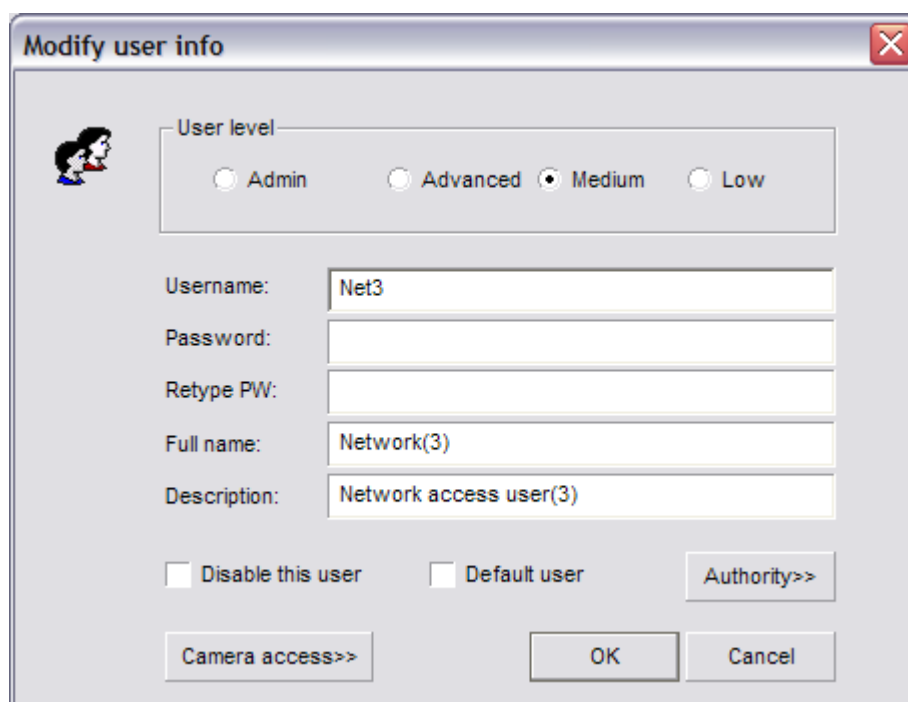 Modify user info
User level
Admin Advanced Medium Low
Username: Net3
Password:
Retype PW:
Full name: Network(3)
Description: Network access user(3)
Disable this user Default user Authority>>
Camera access>> OK Cancel